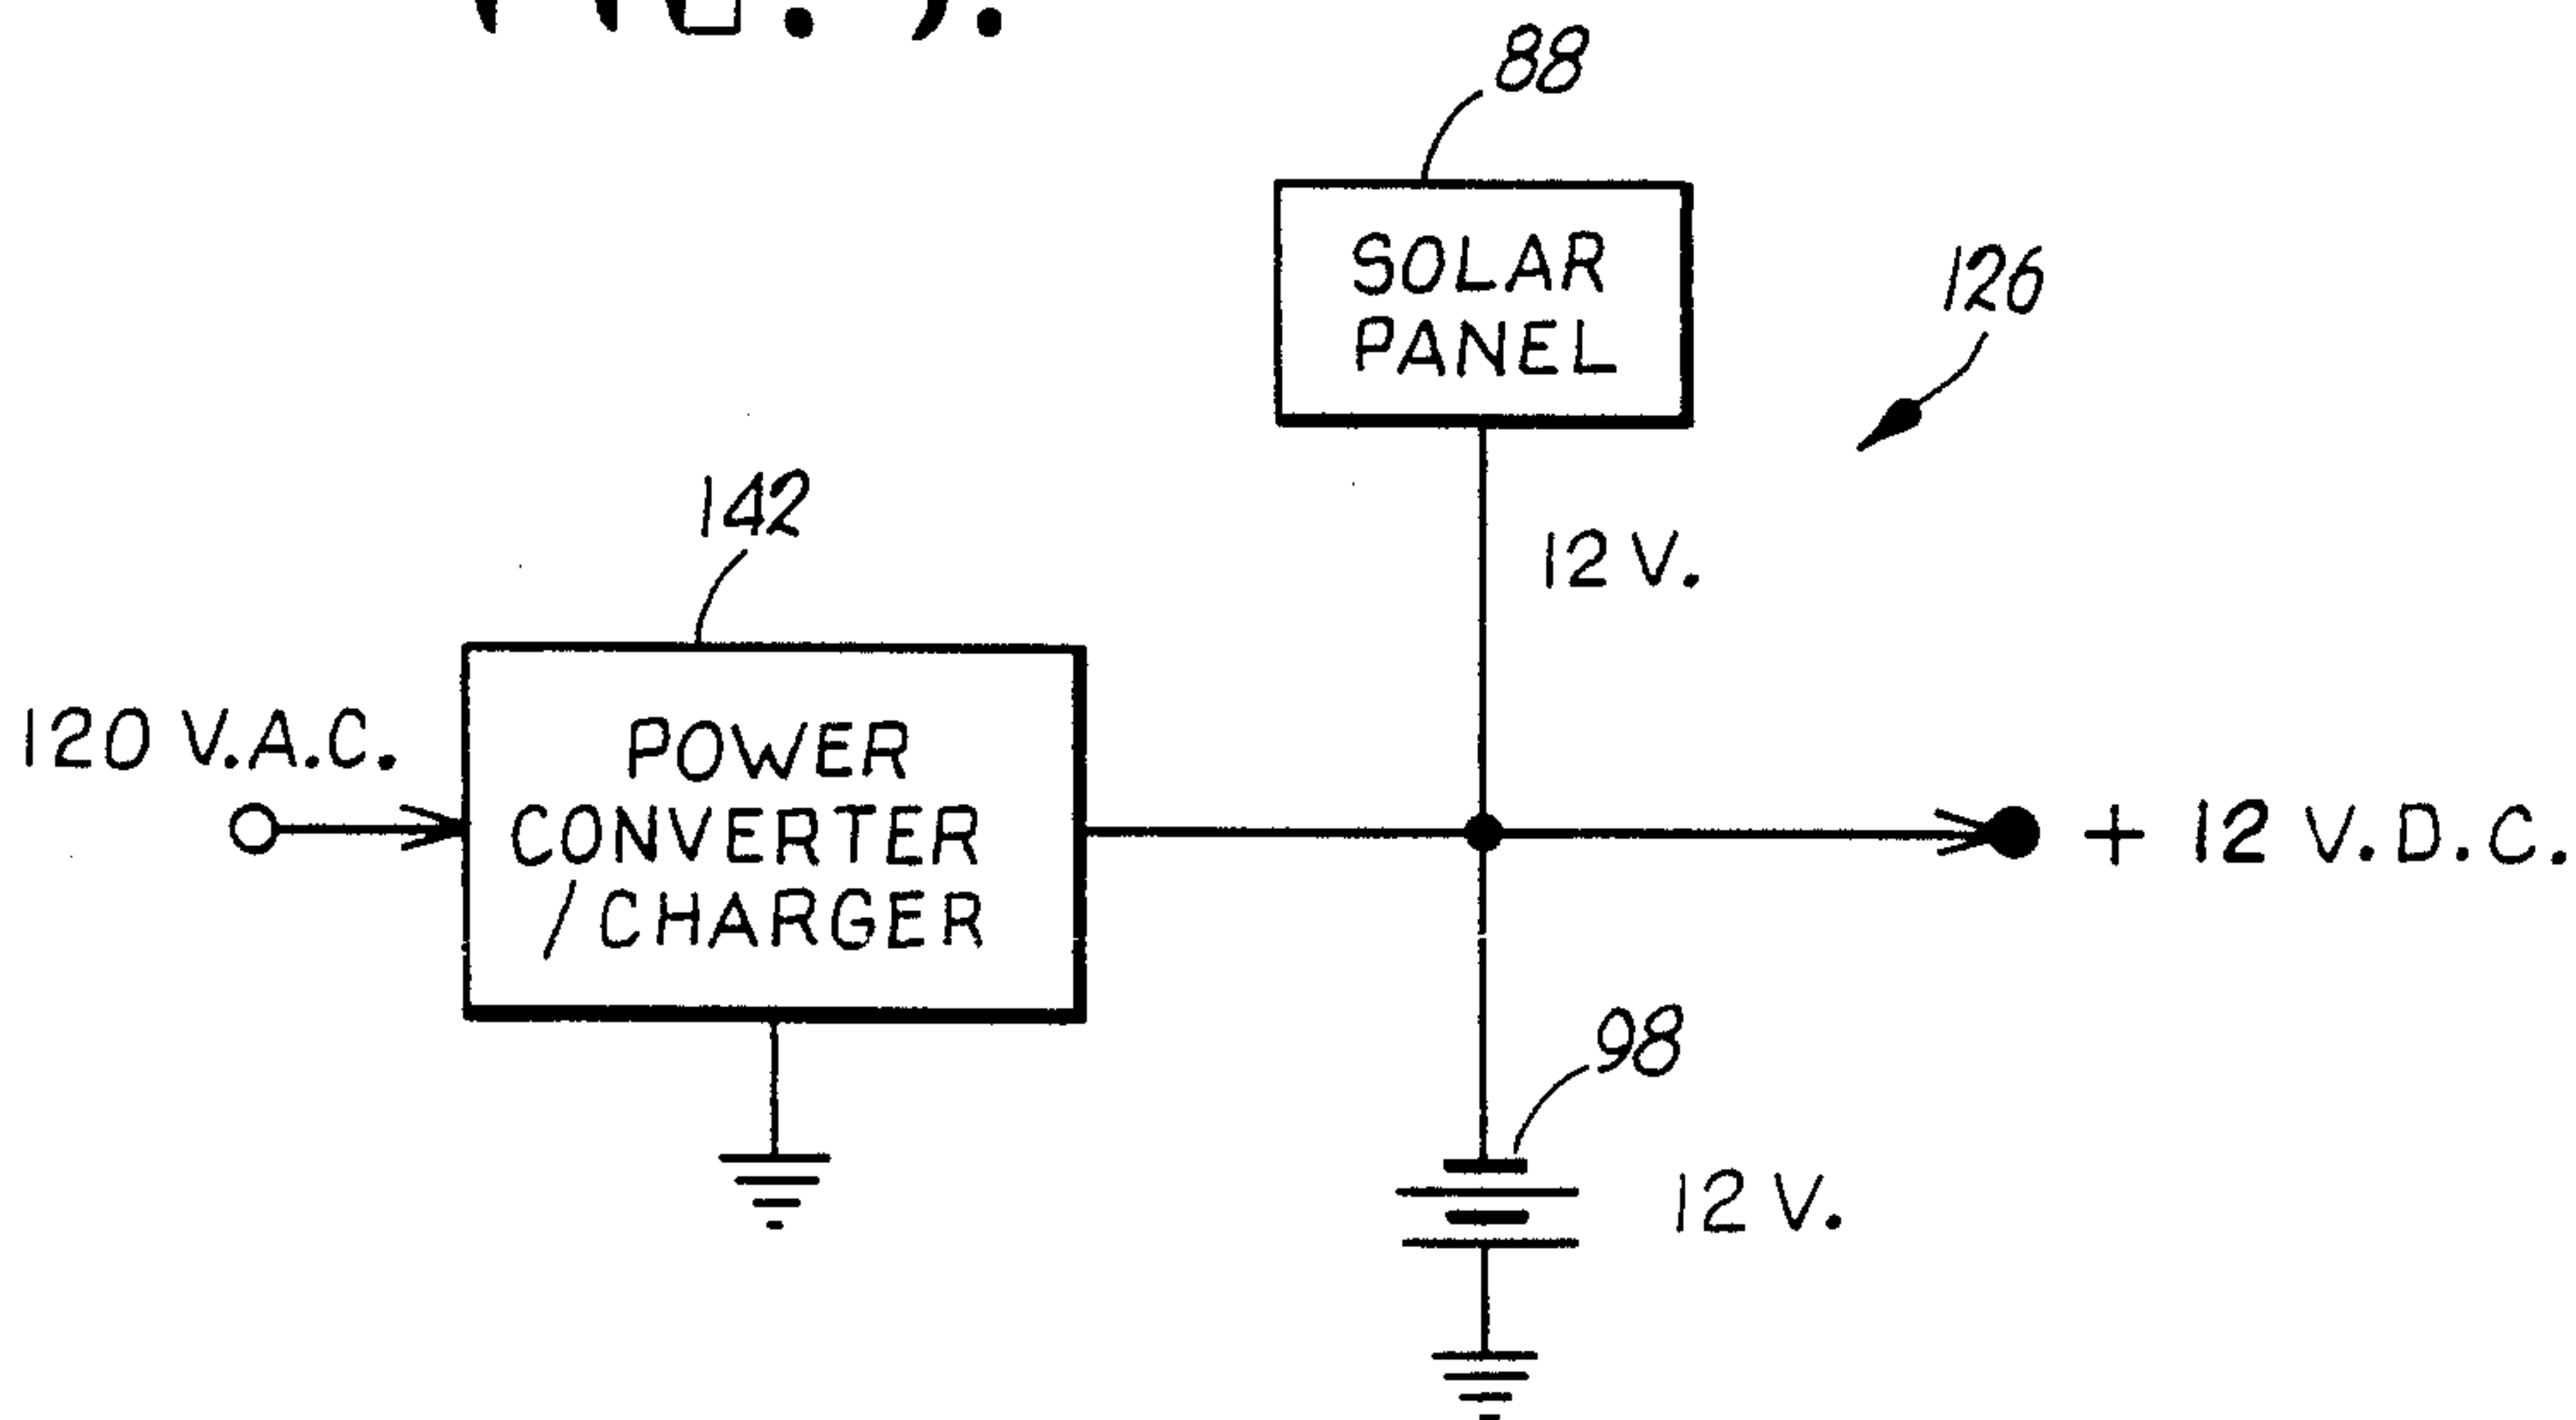 88
SOLAR
PANEL
126
142
12 V.
120 V.A.C.
POWER
CONVERTER
/CHARGER
+ 12 V.D.C.
98
12 V.